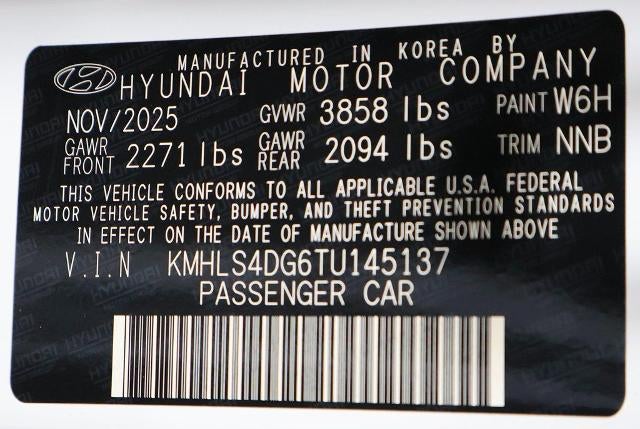 MANUFACTURED IN KOREA BY
HYUNDAI MOTOR COMPANY
NOV/2025 GVWR 3858 lbs PAINT W6H
GAWR FRONT 2271 lbs GAWR REAR 2094 lbs TRIM NNB
THIS VEHICLE CONFORMS TO ALL APPLICABLE U.S.A. FEDERAL
MOTOR VEHICLE SAFETY, BUMPER, AND THEFT PREVENTION STANDARDS
IN EFFECT ON THE DATE OF MANUFACTURE SHOWN ABOVE
V.I.N KMHLS4DG6TU145137
PASSENGER CAR